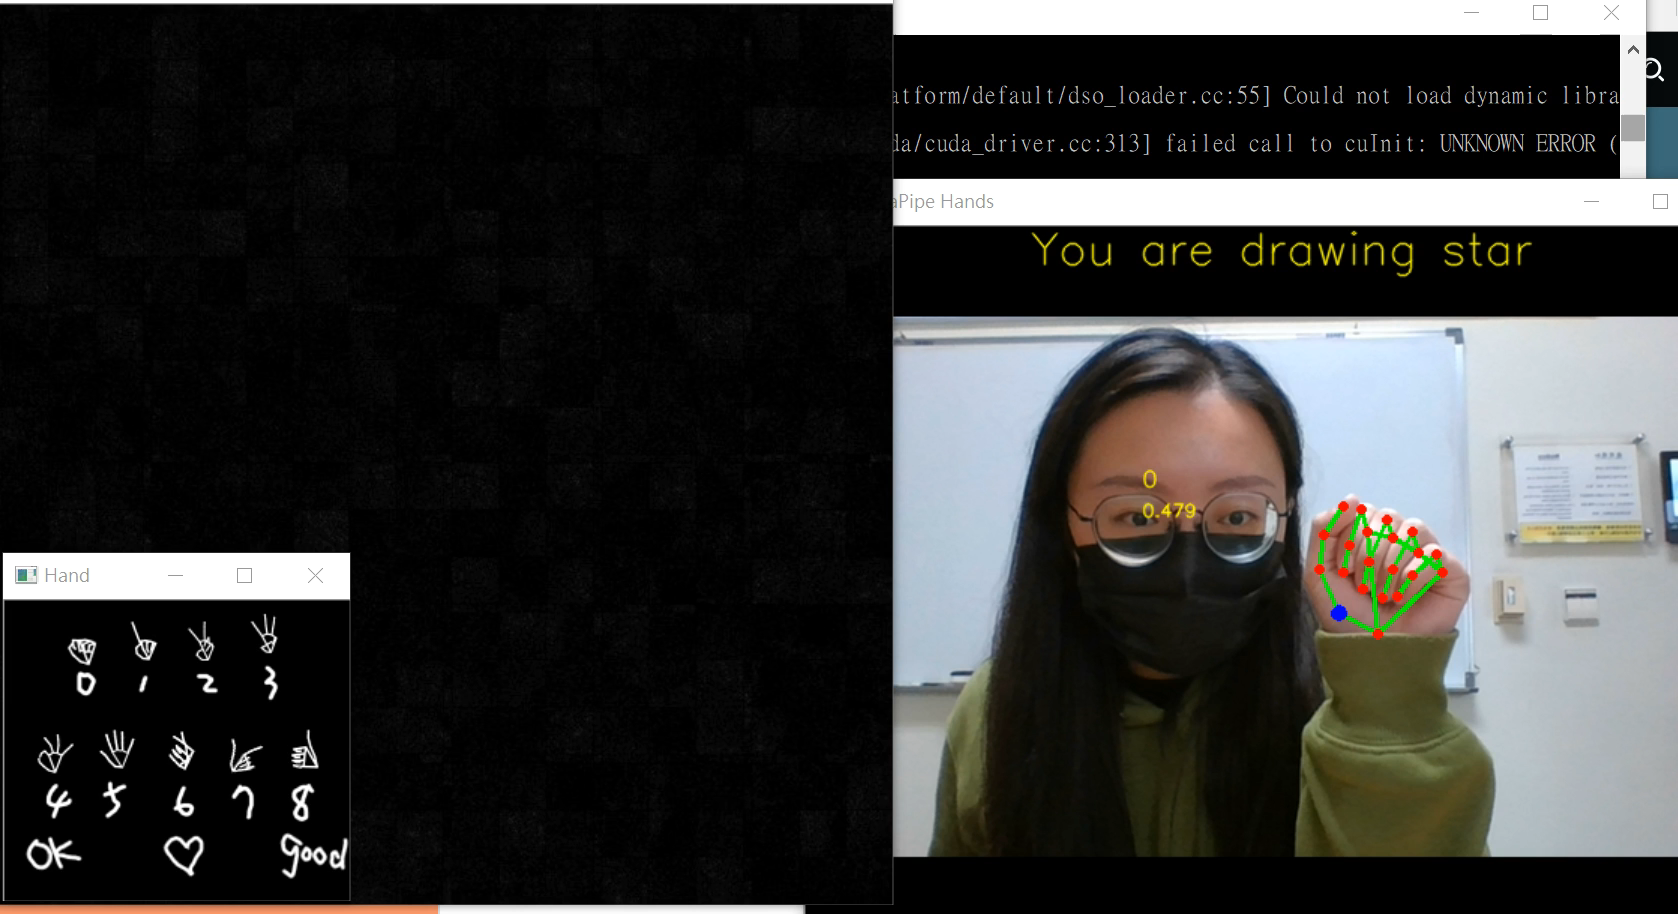 atform/default/dso_loader.cc:55] Could not load dynamic libra
da/cuda_driver.cc:313] failed call to cuInit: UNKNOWN ERROR (
aPipe Hands
You are drawing star
0
0.479
Hand
0 1 2 3
4 5 6 7 8
OK good